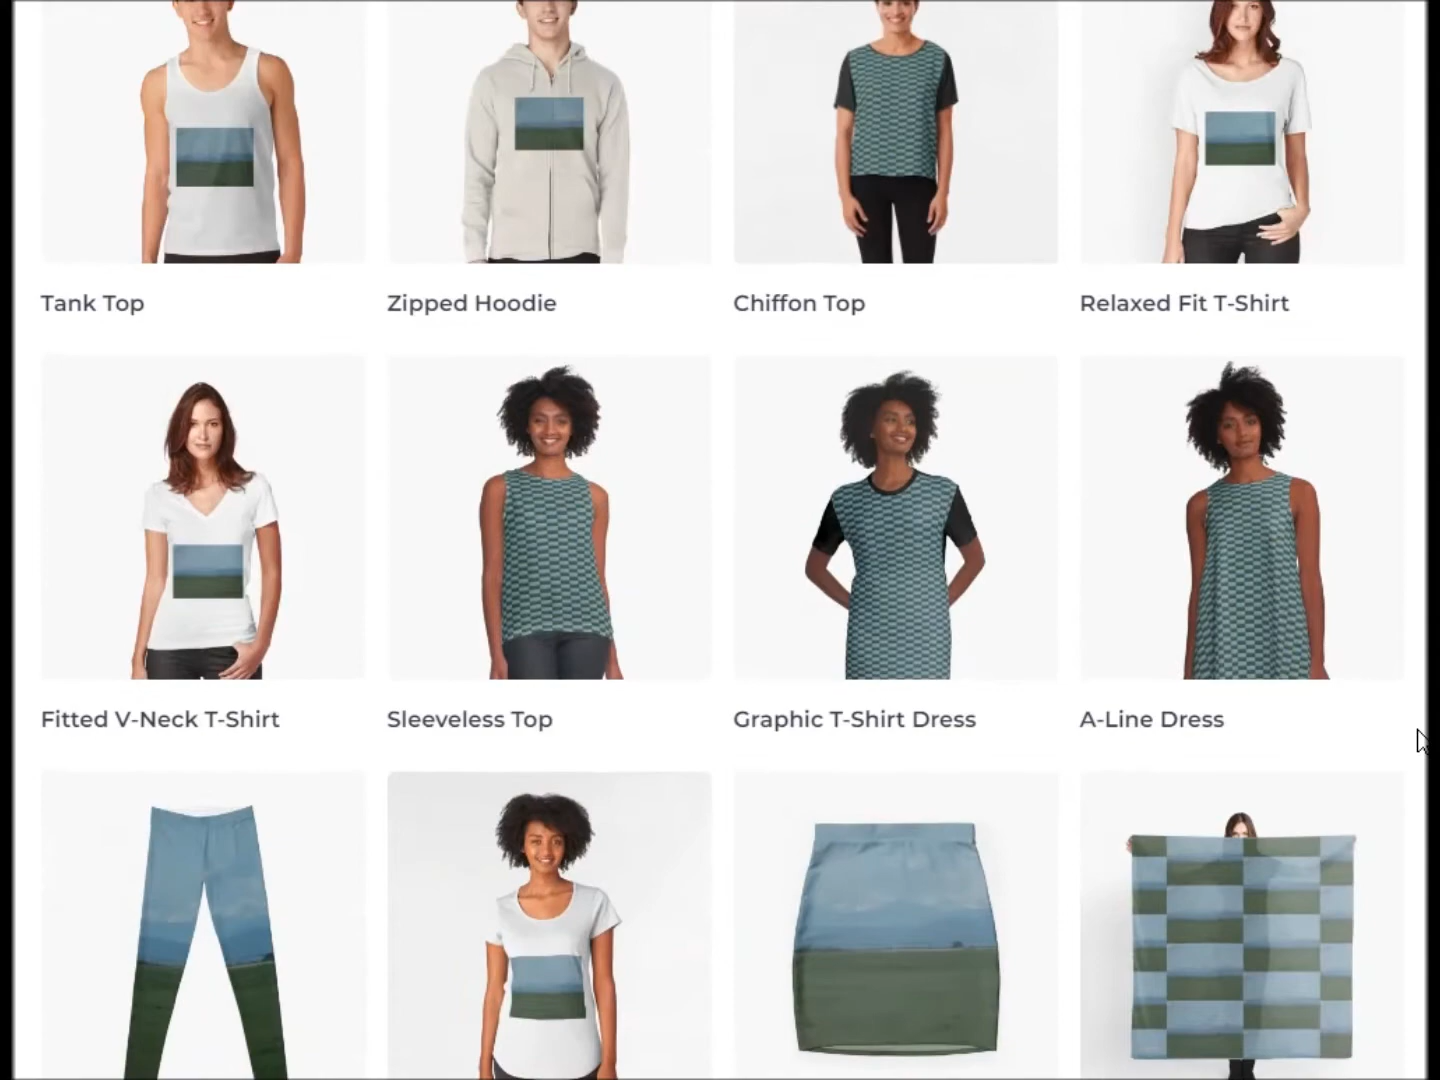 Tank Top
Zipped Hoodie
Chiffon Top
Relaxed Fit T-Shirt
Fitted V-Neck T-Shirt
Sleeveless Top
Graphic T-Shirt Dress
A-Line Dress